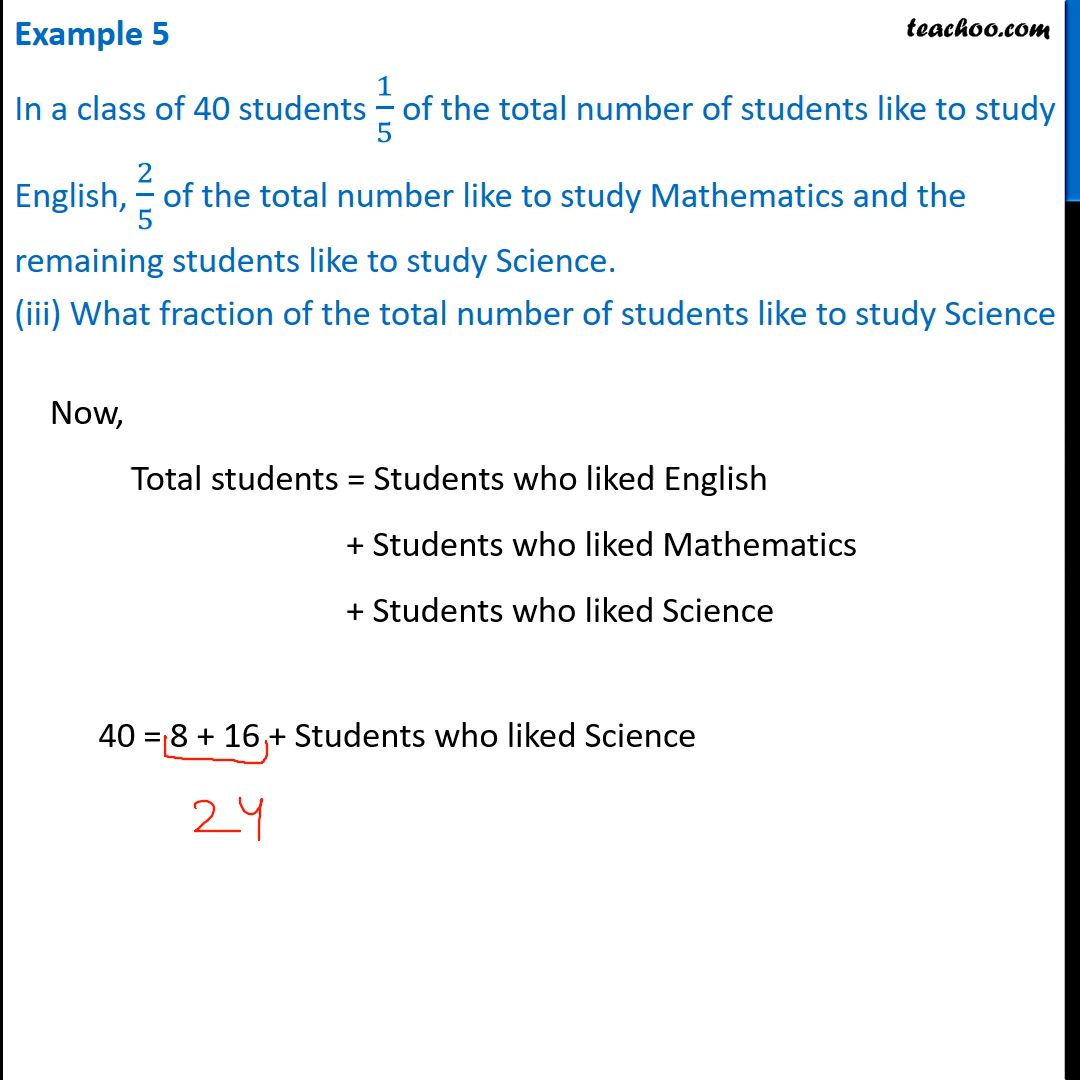 Example 5
teachoo.com
In a class of 40 students 1/5 of the total number of students like to study
English, 2/5 of the total number like to study Mathematics and the
remaining students like to study Science.
(iii) What fraction of the total number of students like to study Science
Now,
Total students = Students who liked English
+ Students who liked Mathematics
+ Students who liked Science
40 = 8 + 16 + Students who liked Science
24